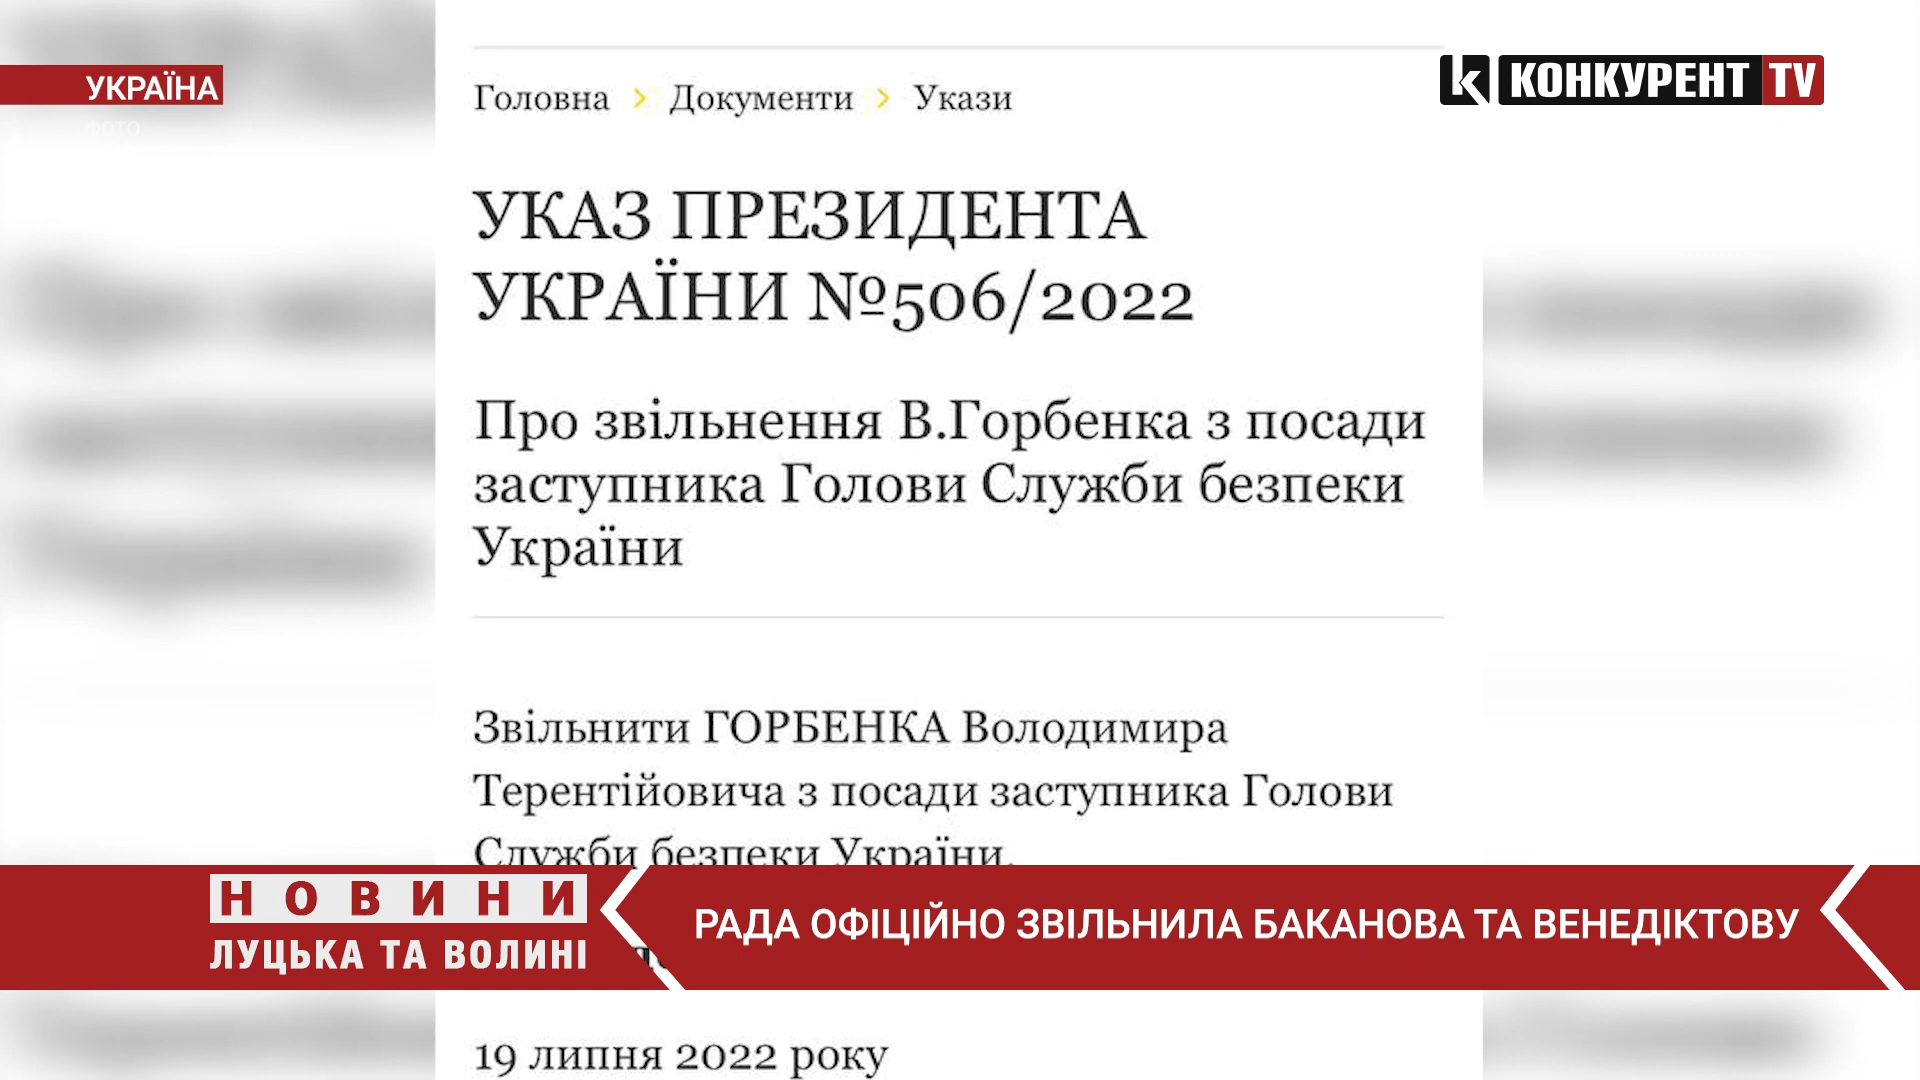 УКРАЇНА
ФОТО
КОНКУРЕНТ TV
Головна > Документи > Укази
УКАЗ ПРЕЗИДЕНТА
УКРАЇНИ №506/2022
Про звільнення В.Горбенка з посади
заступника Голови Служби безпеки
України
Звільнити ГОРБЕНКА Володимира
Терентійовича з посади заступника Голови
Служби безпеки України.
НОВИНИ
ЛУЦЬКА ТА ВОЛИНІ
РАДА ОФІЦІЙНО ЗВІЛЬНИЛА БАКАНОВА ТА ВЕНЕДІКТОВУ
19 липня 2022 року